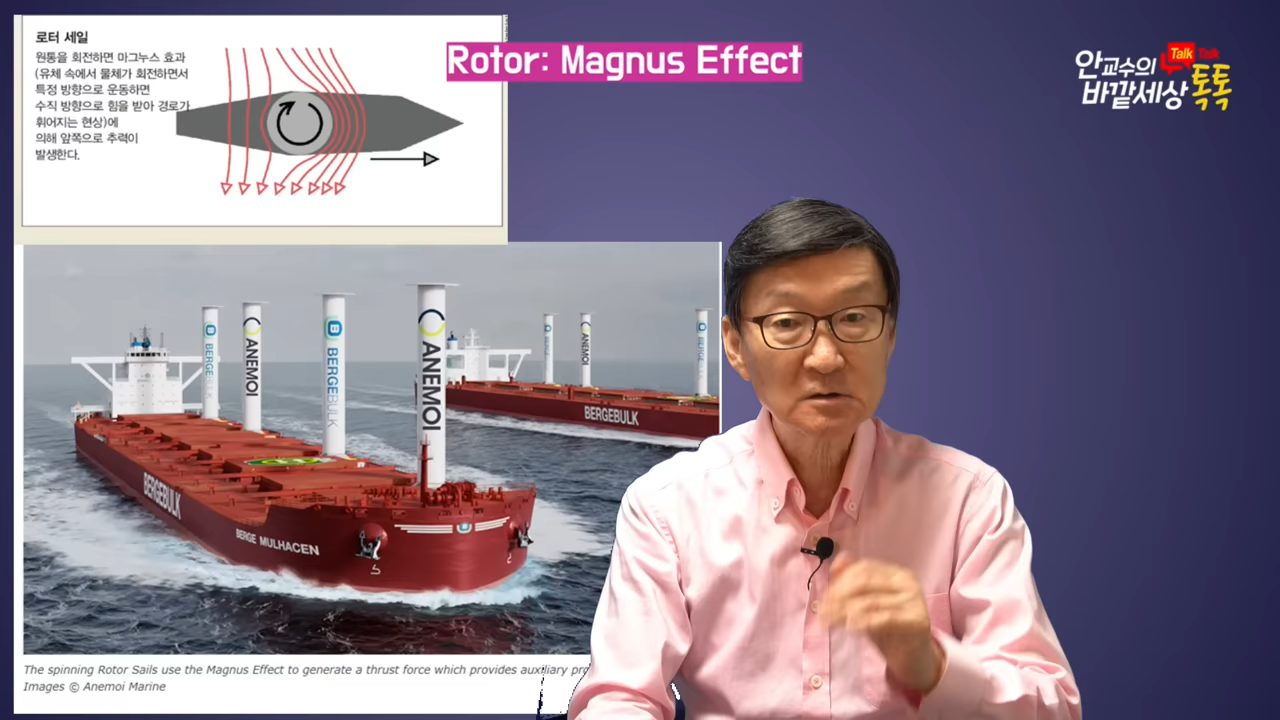 로터 세일
원통을 회전하면 마그누스 효과
(유체 속에서 물체가 회전하면서
특정 방향으로 운동하면
수직 방향으로 힘을 받아 경로가
휘어지는 현상)에
의해 앞쪽으로 추력이
발생한다.
Rotor: Magnus Effect
Talk Talk
안교수의
바깥세상 톡톡
BERGEBULK
ANEMOI
BERGEBULK
ANEMOI
ANEMOI
BERGEBULK
BERGEBULK
BERGE MULHACEN
The spinning Rotor Sails use the Magnus Effect to generate a thrust force which provides auxiliary
Images © Anemoi Marine